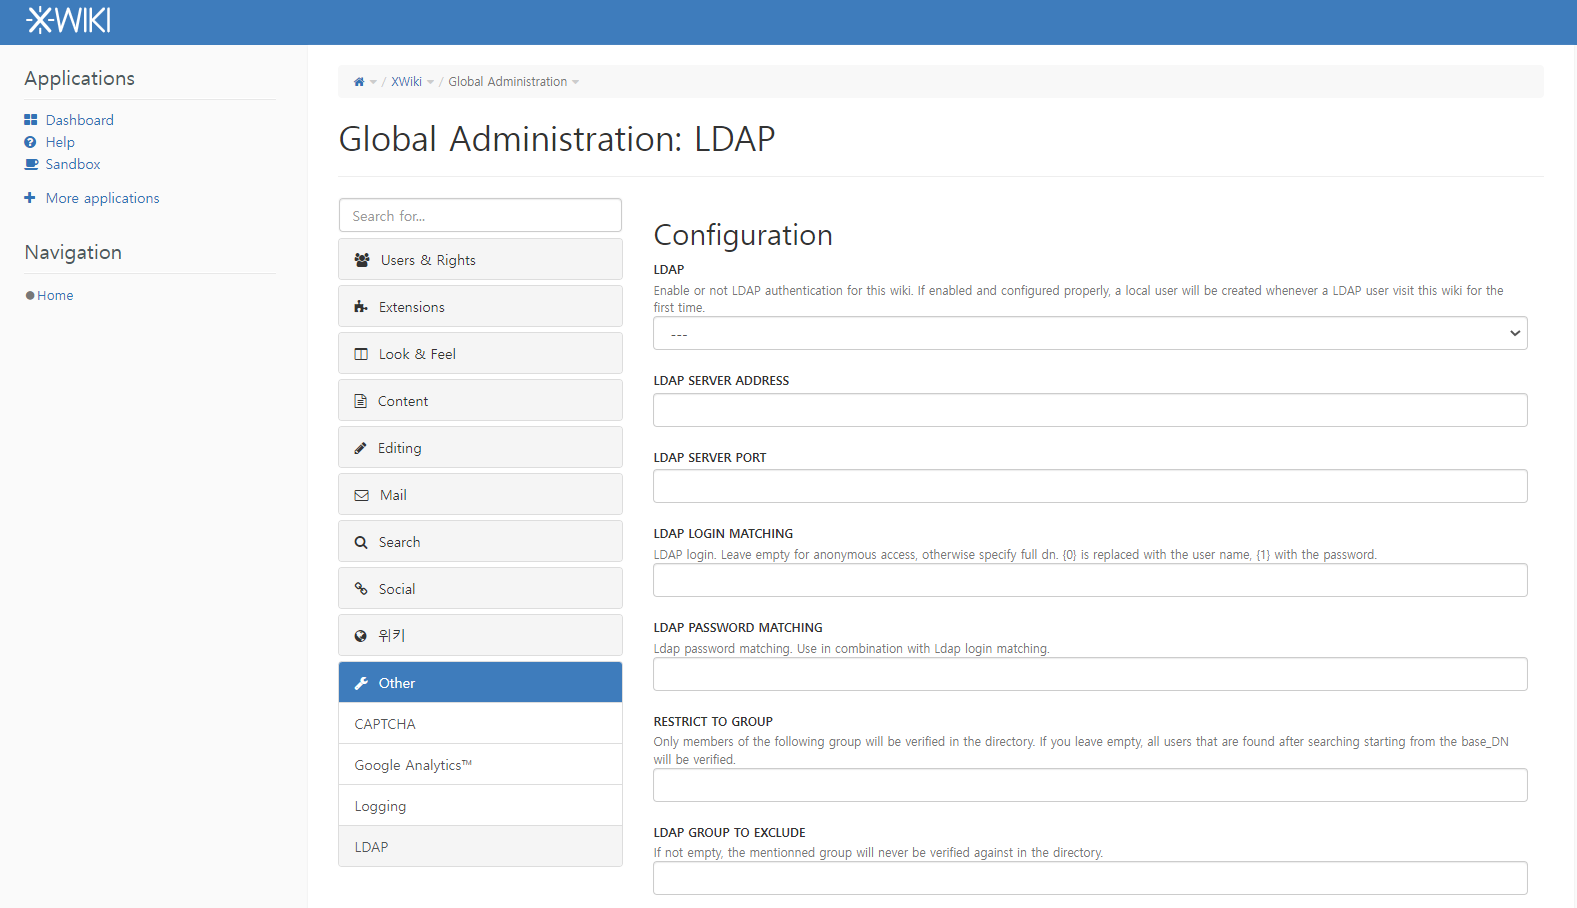 XWIKI
Applications
Dashboard
Help
Sandbox
More applications
Navigation
Home
/ XWiki / Global Administration
Global Administration: LDAP
Search for...
Users & Rights
Extensions
Look & Feel
Content
Editing
Mail
Search
Social
위키
Other
CAPTCHA
Google Analytics™
Logging
LDAP
Configuration
LDAP
Enable or not LDAP authentication for this wiki. If enabled and configured properly, a local user will be created whenever a LDAP user visit this wiki for the
first time.
---
LDAP SERVER ADDRESS
LDAP SERVER PORT
LDAP LOGIN MATCHING
LDAP login. Leave empty for anonymous access, otherwise specify full dn. {0} is replaced with the user name, {1} with the password.
LDAP PASSWORD MATCHING
Ldap password matching. Use in combination with Ldap login matching.
RESTRICT TO GROUP
Only members of the following group will be verified in the directory. If you leave empty, all users that are found after searching starting from the base_DN
will be verified.
LDAP GROUP TO EXCLUDE
If not empty, the mentionned group will never be verified against in the directory.